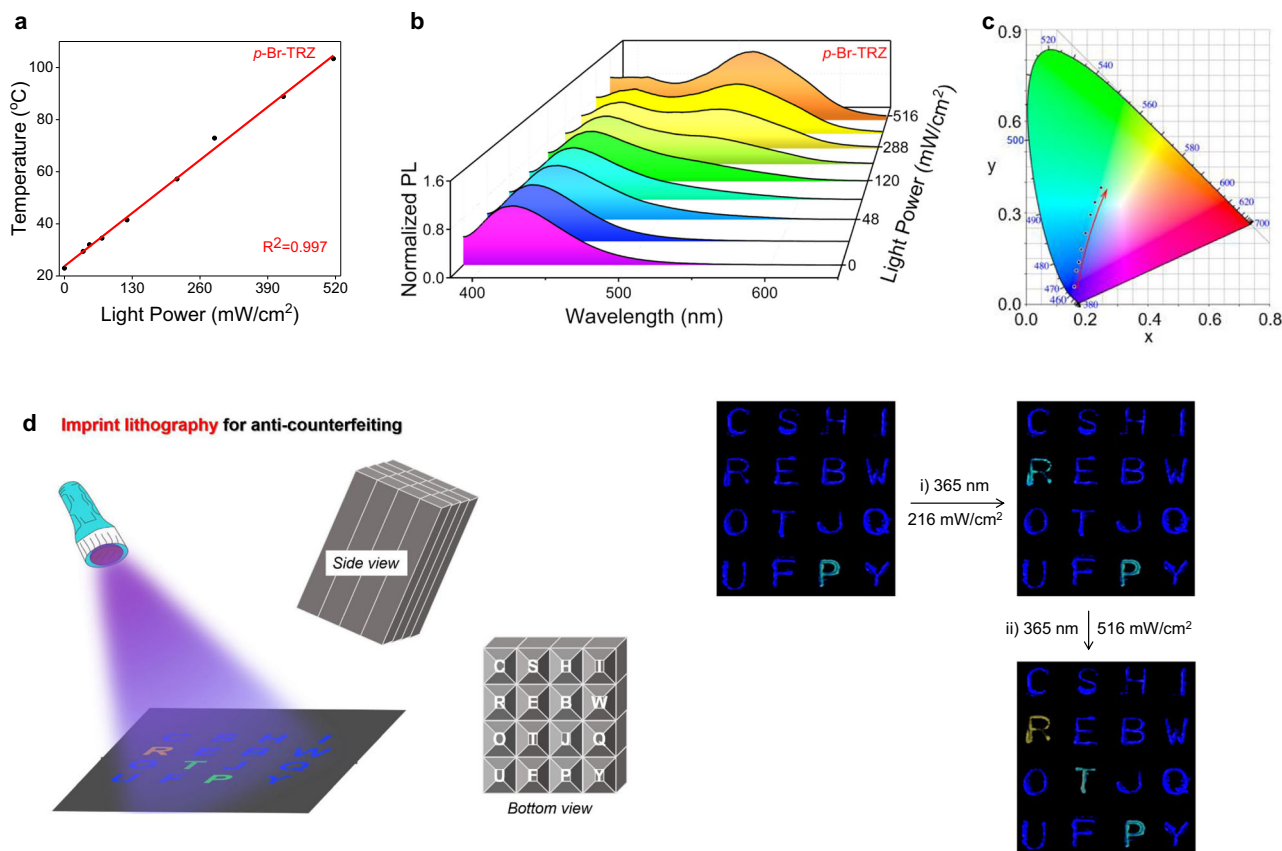 a
p-Br-TRZ
R²=0.997
Temperature (°C)
100
80
60
40
20
0
130
260
390
520
Light Power (mW/cm²)
b
p-Br-TRZ
Normalized PL
1.6
0.8
0.0
400
500
600
Wavelength (nm)
516
288
120
48
0
Light Power (mW/cm²)
c
y
0.9
0.6
0.3
0.0
0.0
0.2
0.4
0.6
0.8
x
520
540
560
580
600
620
700
500
490
480
470
460
380
d
Imprint lithography for anti-counterfeiting
Side view
C S H I
R E B W
O T J Q
U F P Y
C S H I
R E B W
O T J Q
U F P Y
Bottom view
C S H I
R E B W
O T J Q
U F P Y
i) 365 nm
216 mW/cm²
C S H I
R E B W
O T J Q
U F P Y
ii) 365 nm
516 mW/cm²
C S H I
R E B W
O T J Q
U F P Y